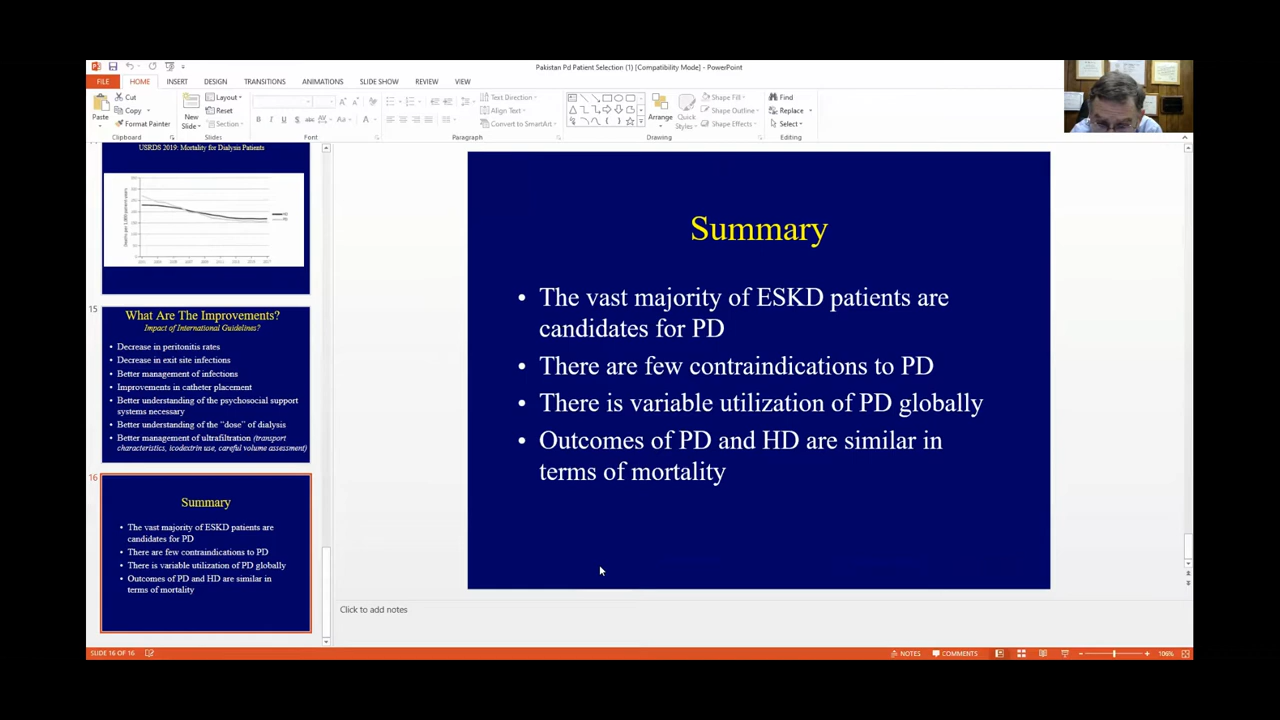 Pakistan Pd Patient Selection (1) [Compatibility Mode] - PowerPoint
FILE
HOME
INSERT
DESIGN
TRANSITIONS
ANIMATIONS
SLIDE SHOW
REVIEW
VIEW
Paste
Cut
Copy
Format Painter
Clipboard
New
Slide
Layout
Reset
Section
Slides
Font
Paragraph
Text Direction
Align Text
Convert to SmartArt
Arrange
Quick
Styles
Shape Fill
Shape Outline
Shape Effects
Drawing
Find
Replace
Select
Editing
USRDS 2019: Mortality for Dialysis Patients
15
What Are The Improvements?
Impact of International Guidelines?
• Decrease in peritonitis rates
• Decrease in exit site infections
• Better management of infections
• Improvements in catheter placement
• Better understanding of the psychosocial support
systems necessary
• Better understanding of the "dose" of dialysis
• Better management of ultrafiltration (transport
characteristics, icodextrin use, careful volume assessment)
16
Summary
• The vast majority of ESKD patients are
candidates for PD
• There are few contraindications to PD
• There is variable utilization of PD globally
• Outcomes of PD and HD are similar in
terms of mortality
Summary
• The vast majority of ESKD patients are
candidates for PD
• There are few contraindications to PD
• There is variable utilization of PD globally
• Outcomes of PD and HD are similar in
terms of mortality
Click to add notes
SLIDE 16 OF 16
NOTES
COMMENTS
106%